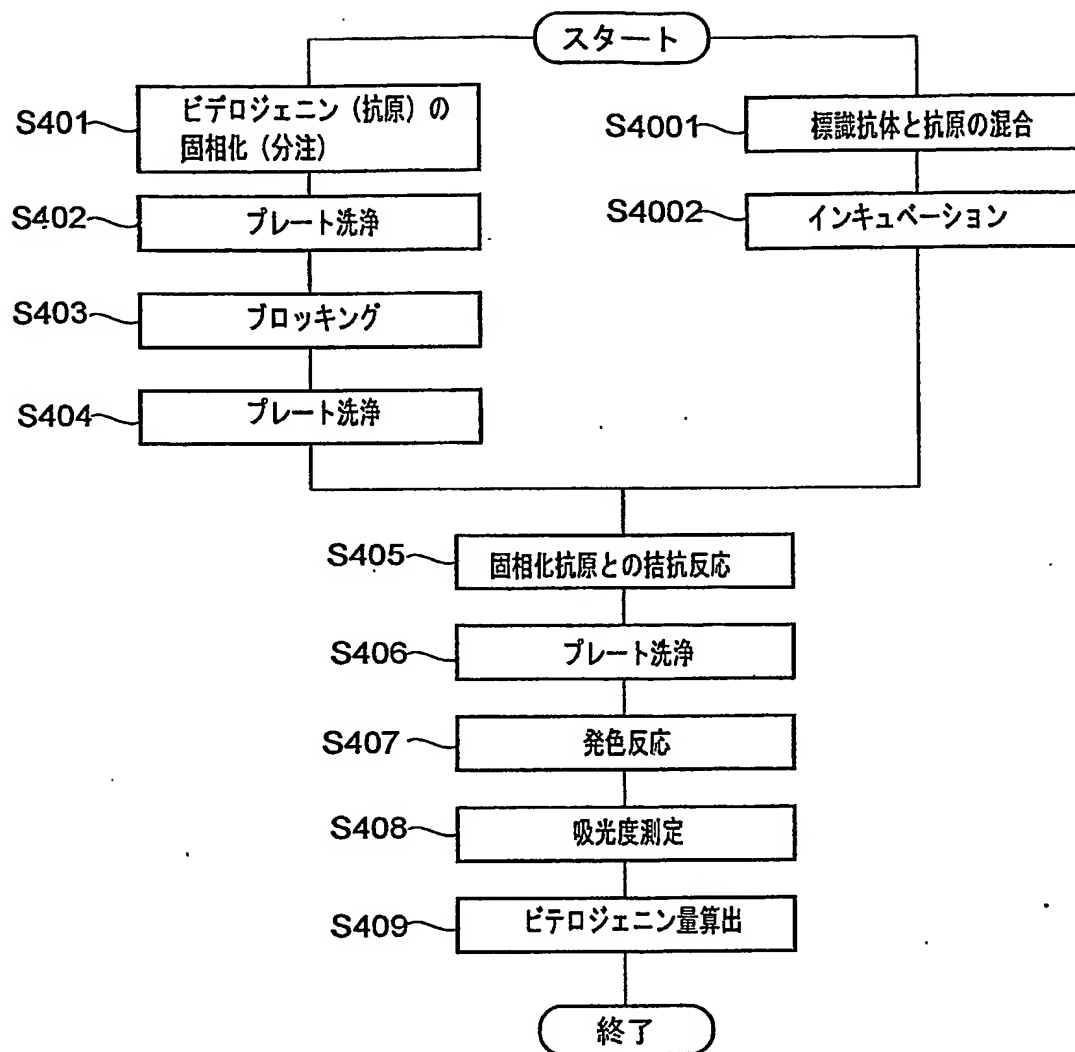 スタート
S401
ビデロジェニン（抗原）の
固相化（分注）
S402
プレート洗浄
S403
ブロッキング
S404
プレート洗浄
S4001
標識抗体と抗原の混合
S4002
インキュベーション
S405
固相化抗原との拮抗反応
S406
プレート洗浄
S407
発色反応
S408
吸光度測定
S409
ビテロジェニン量算出
終了